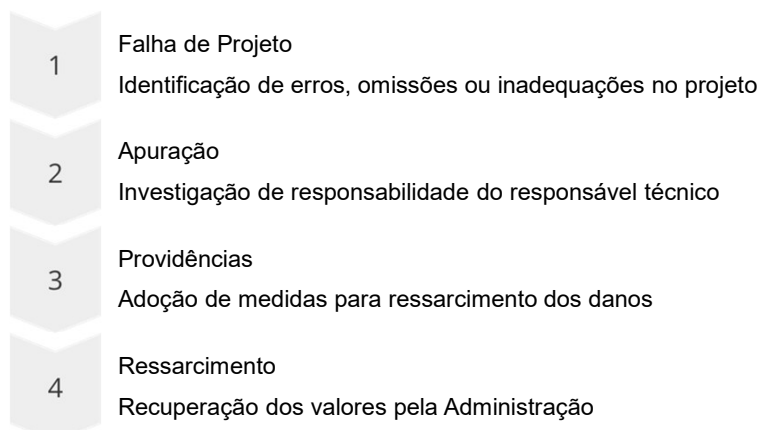 1
Falha de Projeto
Identificação de erros, omissões ou inadequações no projeto
2
Apuração
Investigação de responsabilidade do responsável técnico
3
Providências
Adoção de medidas para ressarcimento dos danos
4
Ressarcimento
Recuperação dos valores pela Administração